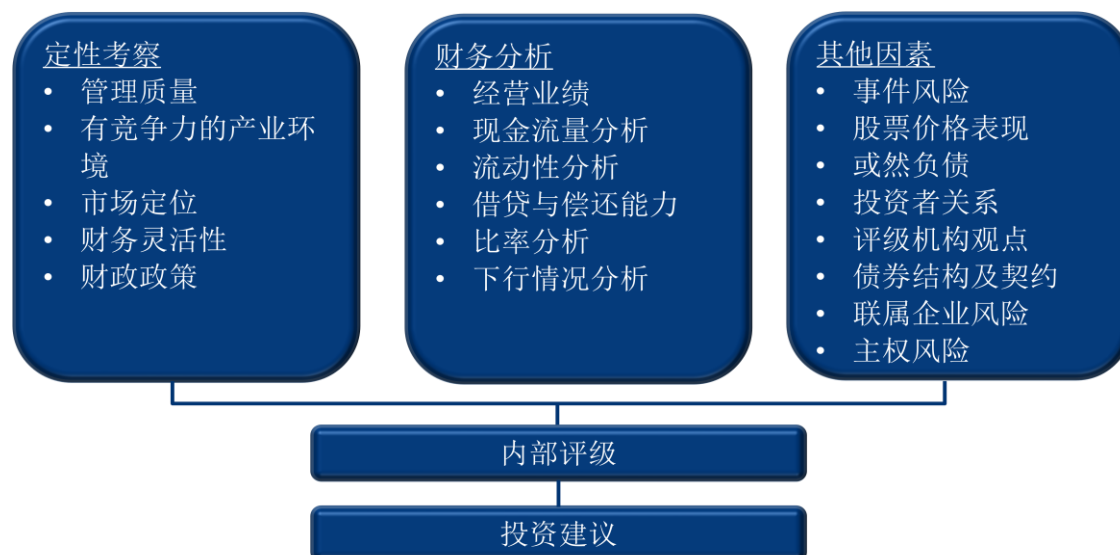 定性考察
• 管理质量
• 有竞争力的产业环
境
• 市场定位
• 财务灵活性
• 财政政策
财务分析
• 经营业绩
• 现金流量分析
• 流动性分析
• 借贷与偿还能力
• 比率分析
• 下行情况分析
其他因素
• 事件风险
• 股票价格表现
• 或然负债
• 投资者关系
• 评级机构观点
• 债券结构及契约
• 联属企业风险
• 主权风险
内部评级
投资建议